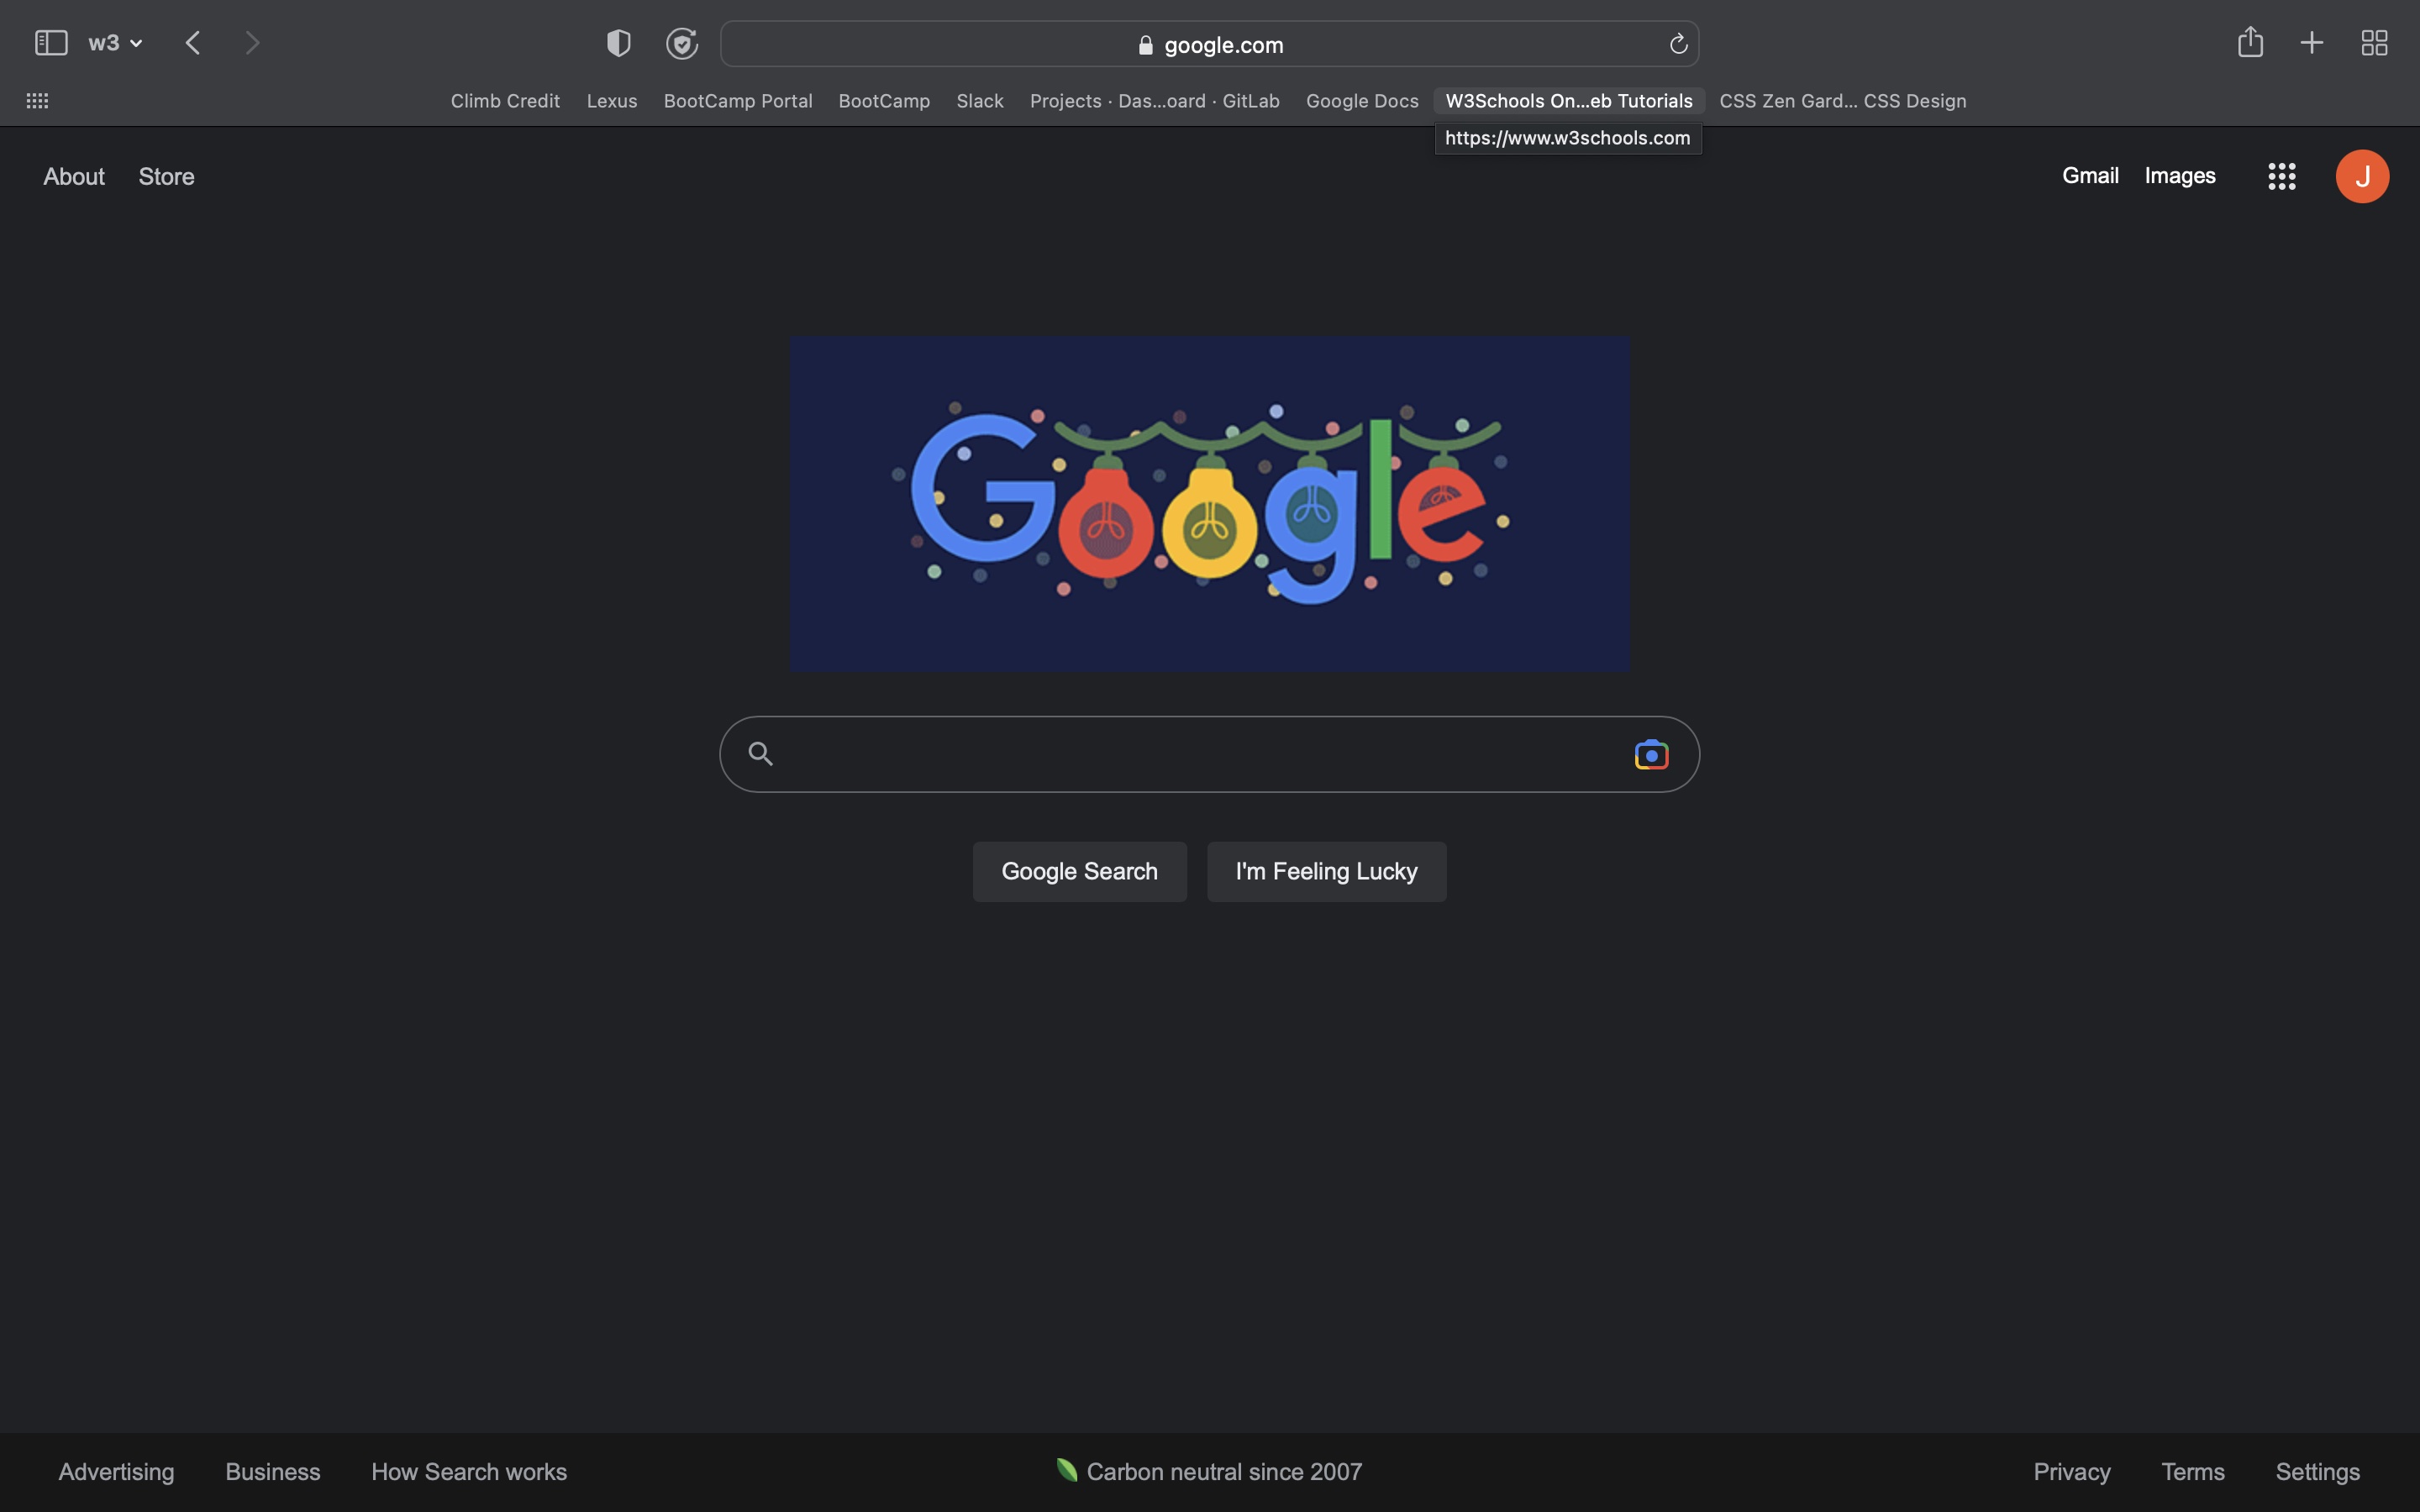 w3
google.com
Climb Credit Lexus BootCamp Portal BootCamp Slack Projects · Das...oard · GitLab Google Docs W3Schools On...eb Tutorials CSS Zen Gard... CSS Design
https://www.w3schools.com
About Store Gmail Images J
Google
Google Search I'm Feeling Lucky
Advertising Business How Search works Carbon neutral since 2007 Privacy Terms Settings